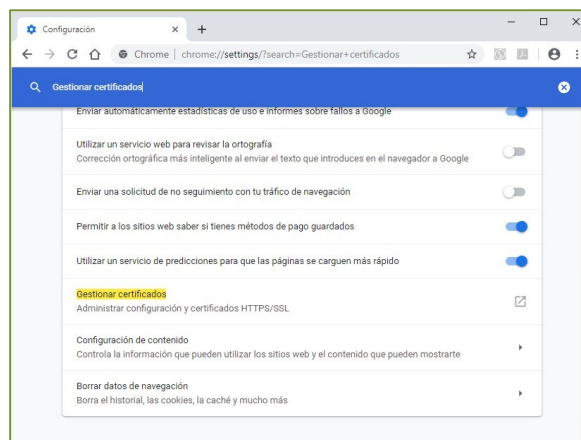 Configuración
Chrome | chrome://settings/?search=Gestionar+certificados
Gestionar certificados
Enviar automáticamente estadísticas de uso e informes sobre fallos a Google
Utilizar un servicio web para revisar la ortografía
Corrección ortográfica más inteligente al enviar el texto que introduces en el navegador a Google
Enviar una solicitud de no seguimiento con tu tráfico de navegación
Permitir a los sitios web saber si tienes métodos de pago guardados
Utilizar un servicio de predicciones para que las páginas se carguen más rápido
Gestionar certificados
Administrar configuración y certificados HTTPS/SSL
Configuración de contenido
Controla la información que pueden utilizar los sitios web y el contenido que pueden mostrarte
Borrar datos de navegación
Borra el historial, las cookies, la caché y mucho más